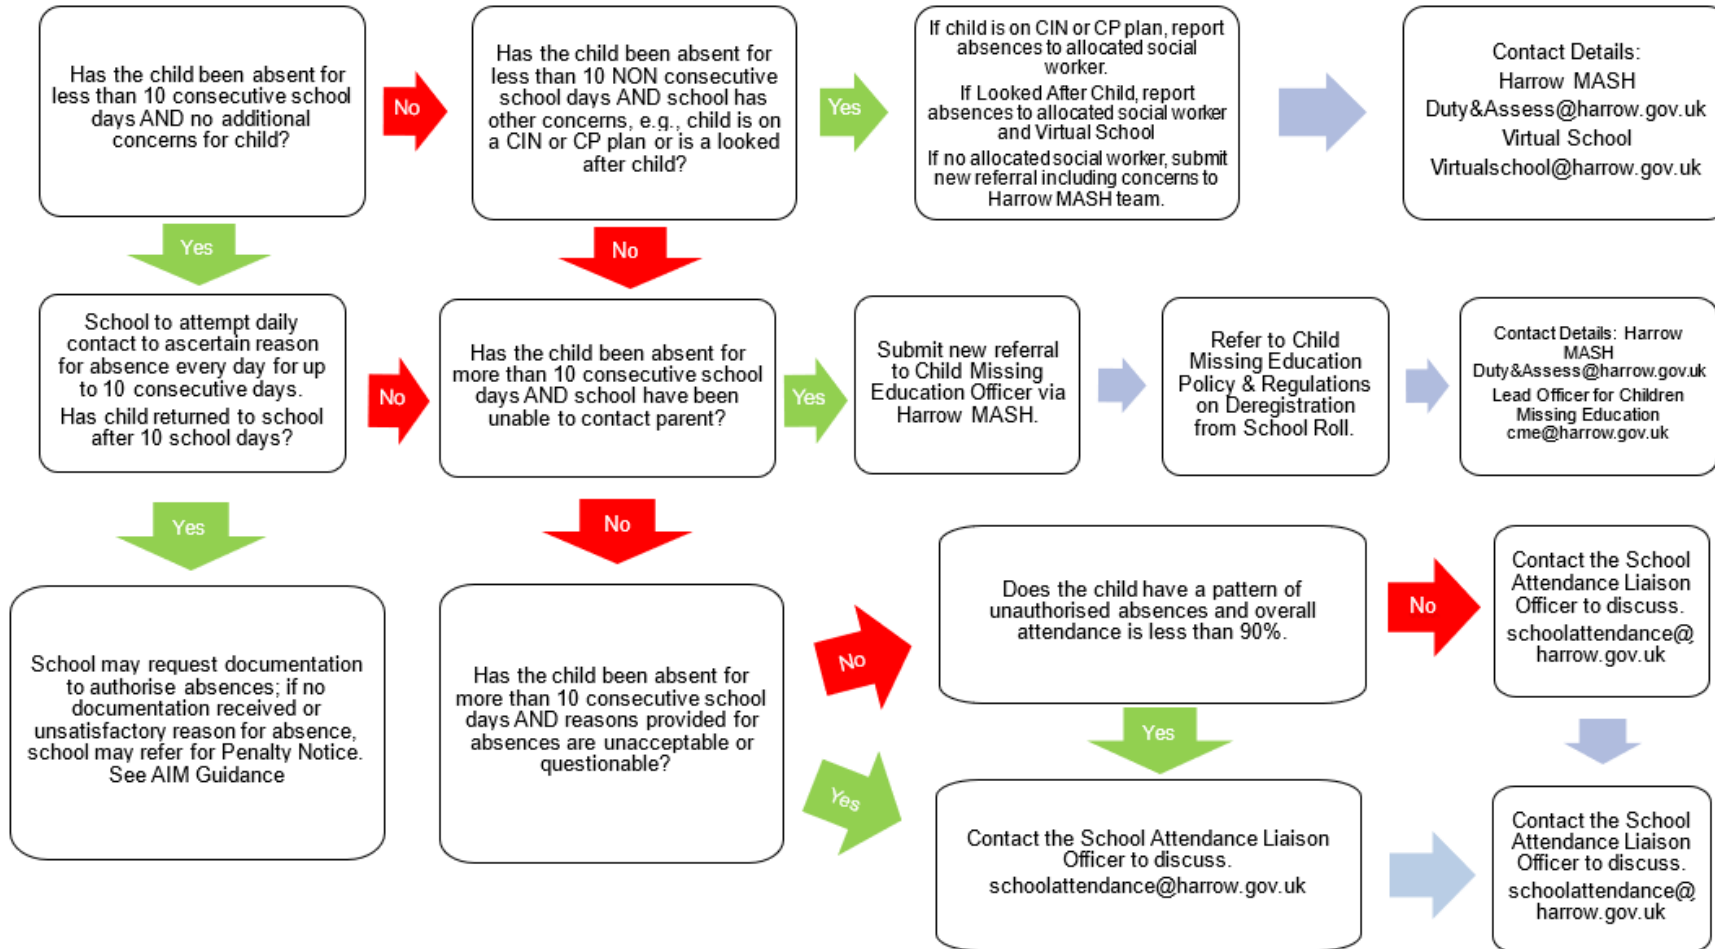 Has the child been absent for
less than 10 consecutive school
days AND no additional
concerns for child?
No
Has the child been absent for
less than 10 NON consecutive
school days AND school has
other concerns, e.g., child is on
a CIN or CP plan or is a looked
after child?
Yes
If child is on CIN or CP plan, report
absences to allocated social
worker.
If Looked After Child, report
absences to allocated social worker
and Virtual School
If no allocated social worker, submit
new referral including concerns to
Harrow MASH team.
Contact Details:
Harrow MASH
Duty&Assess@harrow.gov.uk
Virtual School
Virtualschool@harrow.gov.uk
Yes
No
School to attempt daily
contact to ascertain reason
for absence every day for up
to 10 consecutive days.
Has child returned to school
after 10 school days?
No
Has the child been absent for
more than 10 consecutive school
days AND school have been
unable to contact parent?
Yes
Submit new referral
to Child Missing
Education Officer via
Harrow MASH.
Refer to Child
Missing Education
Policy & Regulations
on Deregistration
from School Roll.
Contact Details: Harrow
MASH
Duty&Assess@harrow.gov.uk
Lead Officer for Children
Missing Education
cme@harrow.gov.uk
Yes
No
School may request documentation
to authorise absences; if no
documentation received or
unsatisfactory reason for absence,
school may refer for Penalty Notice.
See AIM Guidance
Has the child been absent for
more than 10 consecutive school
days AND reasons provided for
absences are unacceptable or
questionable?
No
Does the child have a pattern of
unauthorised absences and overall
attendance is less than 90%.
No
Contact the School
Attendance Liaison
Officer to discuss.
schoolattendance@
harrow.gov.uk
Yes
Yes
Contact the School Attendance Liaison
Officer to discuss.
schoolattendance@harrow.gov.uk
Contact the School
Attendance Liaison
Officer to discuss.
schoolattendance@
harrow.gov.uk